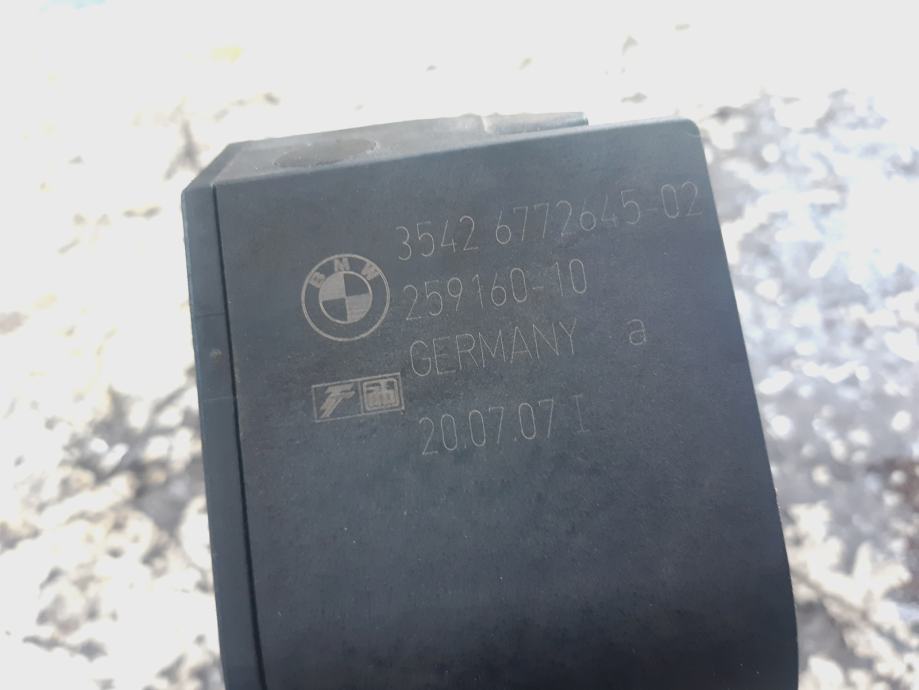 BMW
3542 6772645-02
259160-10
GERMANY a
20.07.07 I